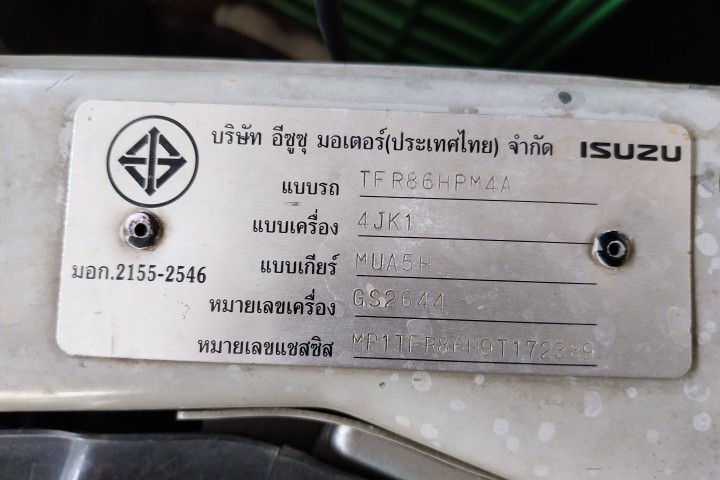 บริษัท อีซูซุ มอเตอร์(ประเทศไทย) จำกัด ISUZU
แบบรถ TFR86HPM4A
แบบเครื่อง 4JK1
มอก.2155-2546
แบบเกียร์ MUA5H
หมายเลขเครื่อง GS2644
หมายเลขแชสซิส